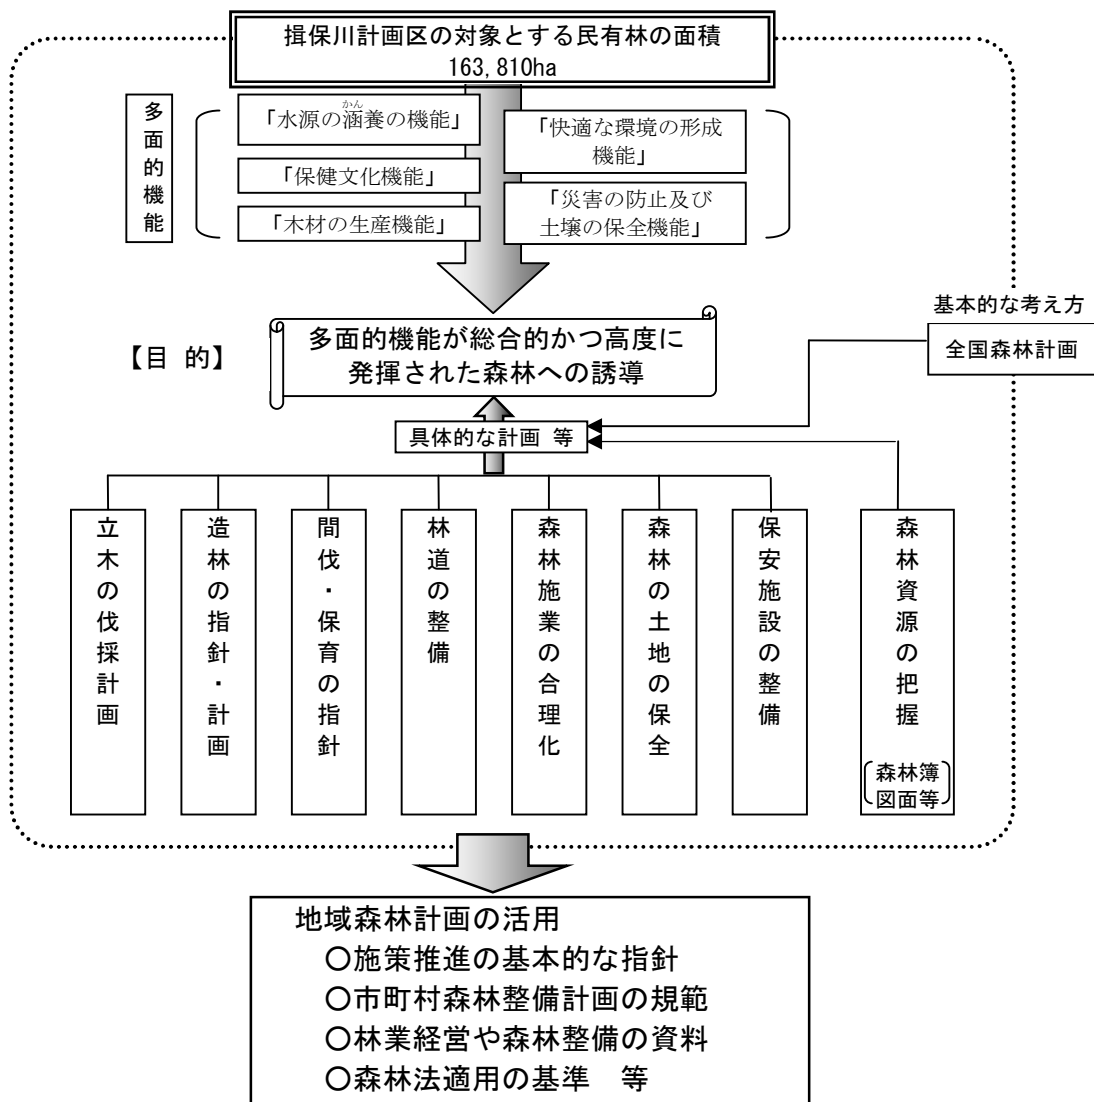 揖保川計画区の対象とする民有林の面積
163,810ha
多面的機能
「水源の涵養の機能」
かん
「保健文化機能」
「木材の生産機能」
「快適な環境の形成
機能」
「災害の防止及び
土壌の保全機能」
【目 的】
多面的機能が総合的かつ高度に
発揮された森林への誘導
基本的な考え方
全国森林計画
具体的な計画 等
立木の伐採計画
造林の指針・計画
間伐・保育の指針
林道の整備
森林施業の合理化
森林の土地の保全
保安施設の整備
森林資源の把握
森林簿
図面等
地域森林計画の活用
○施策推進の基本的な指針
○市町村森林整備計画の規範
○林業経営や森林整備の資料
○森林法適用の基準 等